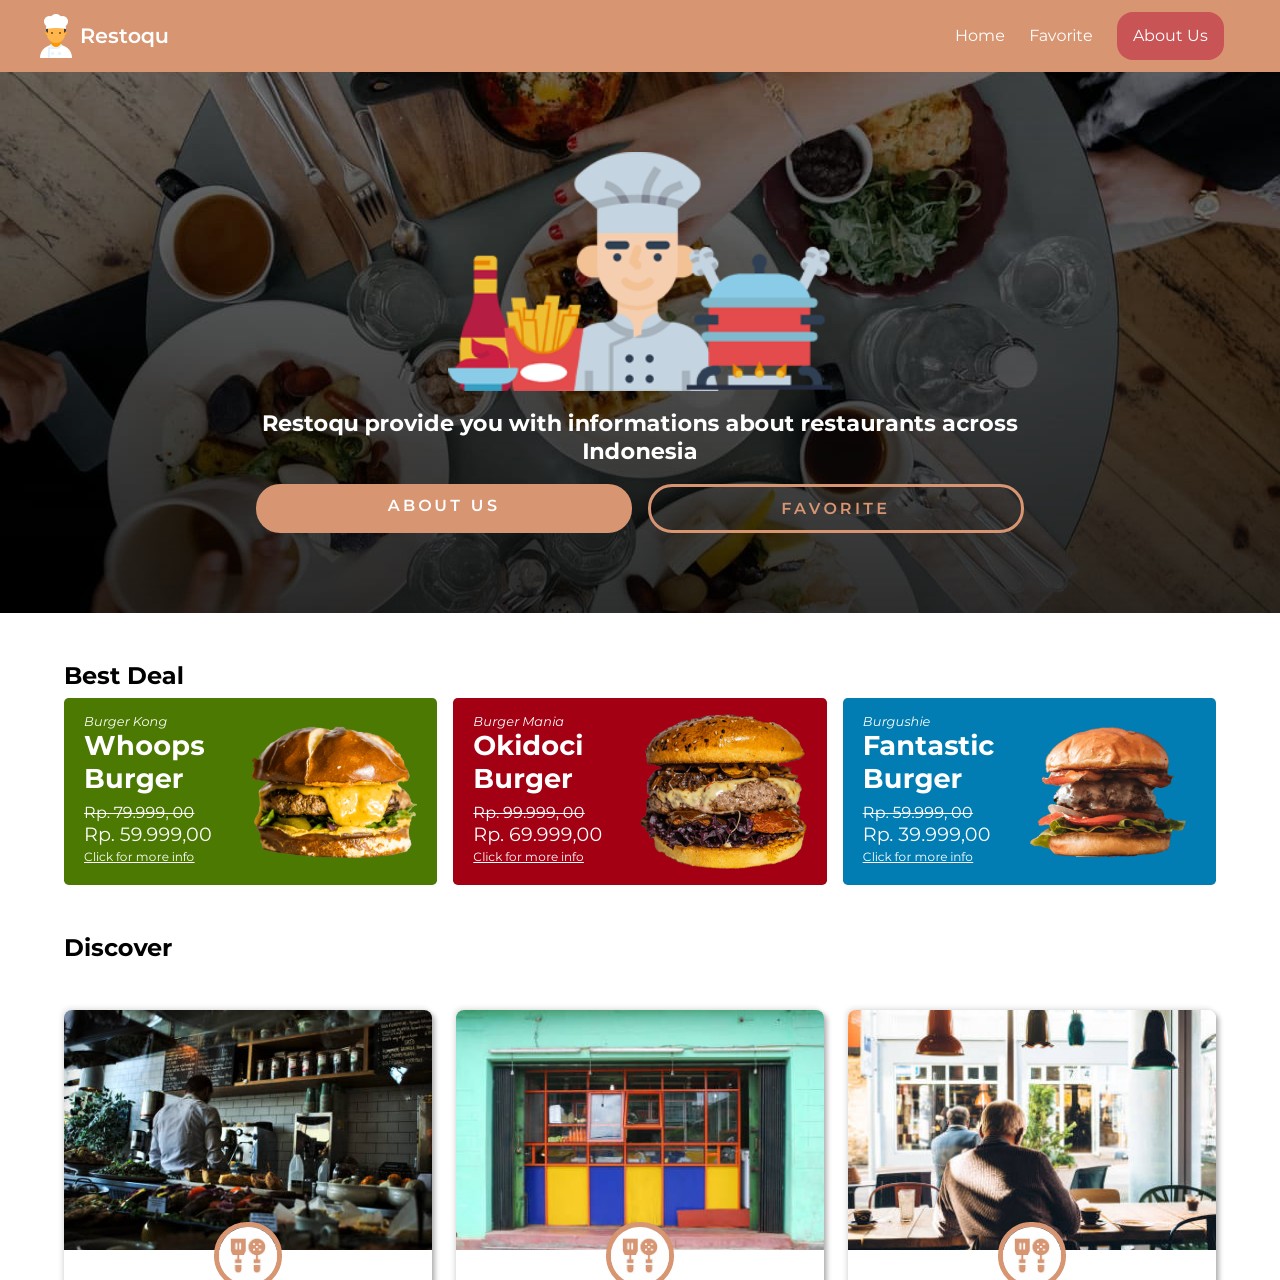 Restoqu
Home
Favorite
About Us
Restoqu provide you with informations about restaurants across
Indonesia
ABOUT US
FAVORITE
Best Deal
Burger Kong
Whoops
Burger
Rp. 79.999, 00
Rp. 59.999,00
Click for more info
Burger Mania
Okidoci
Burger
Rp. 99.999, 00
Rp. 69.999,00
Click for more info
Burgushie
Fantastic
Burger
Rp. 59.999, 00
Rp. 39.999,00
Click for more info
Discover